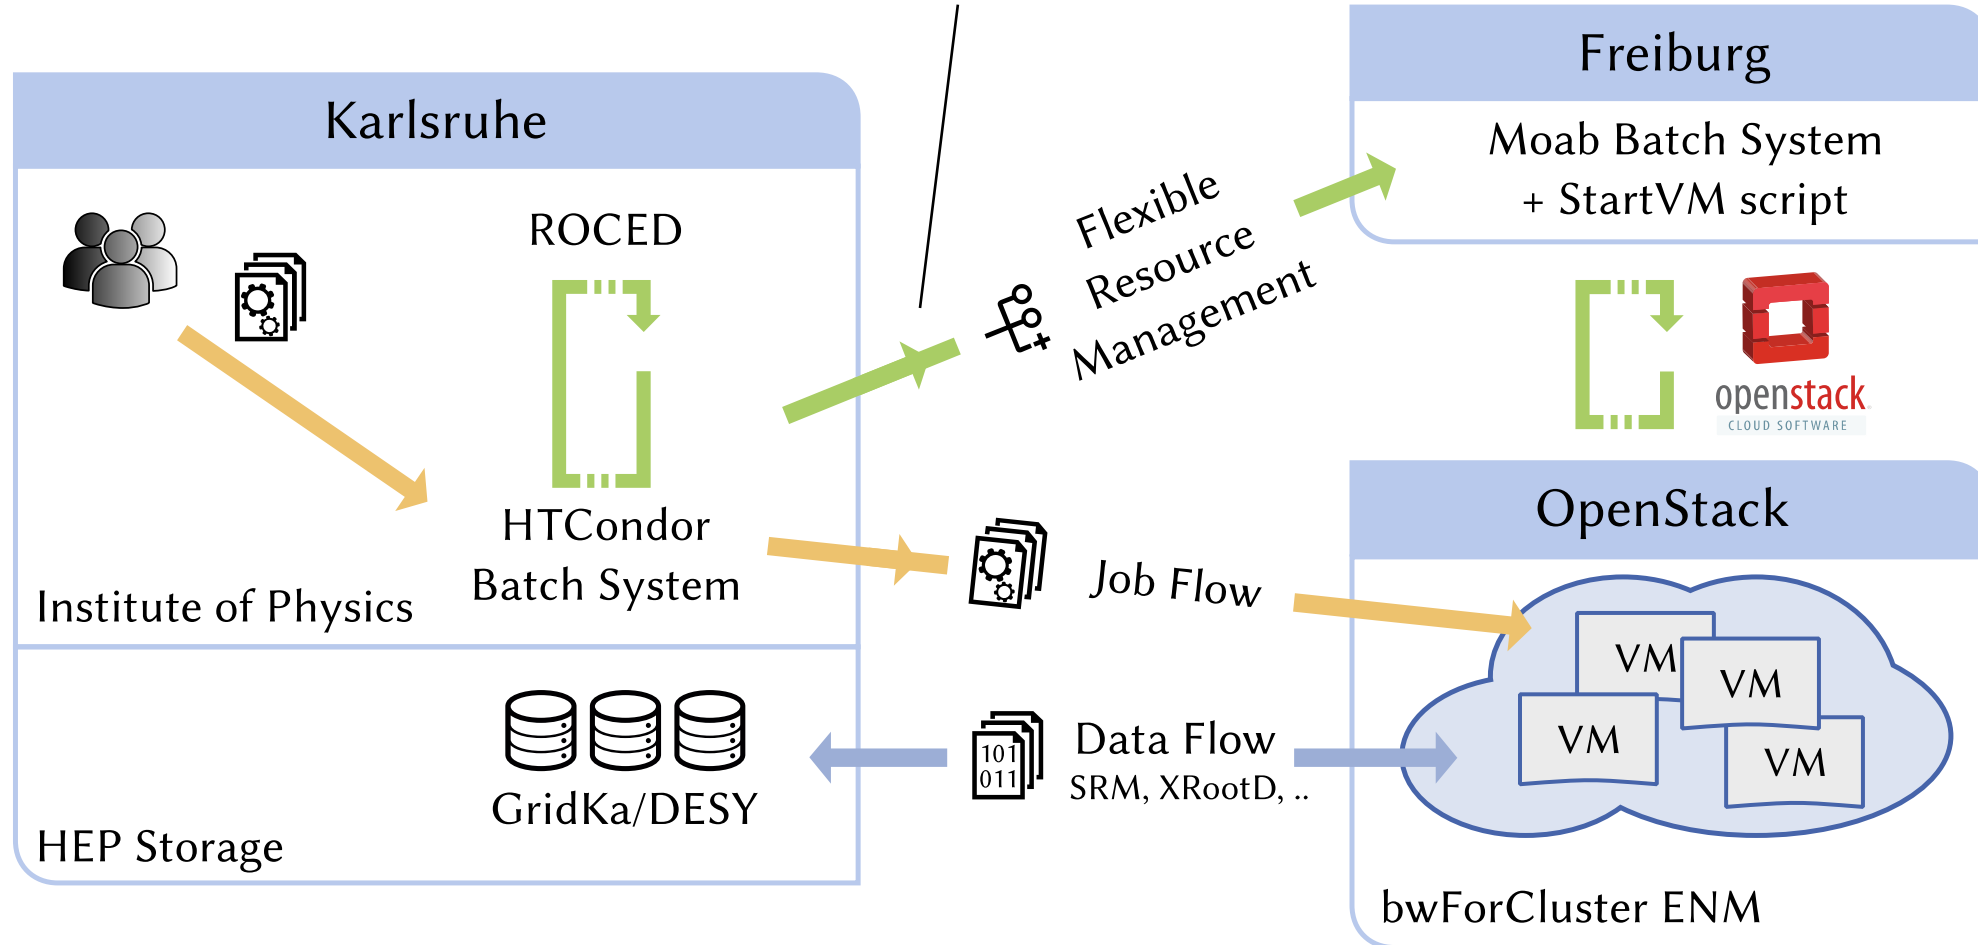 Karlsruhe
ROCED
HTCondor
Batch System
Institute of Physics
GridKa/DESY
HEP Storage
Flexible
Resource
Management
Job Flow
101
011
Data Flow
SRM, XRootD, ..
Freiburg
Moab Batch System
+ StartVM script
openstack
CLOUD SOFTWARE
OpenStack
VM
VM
VM
VM
bwForCluster ENM